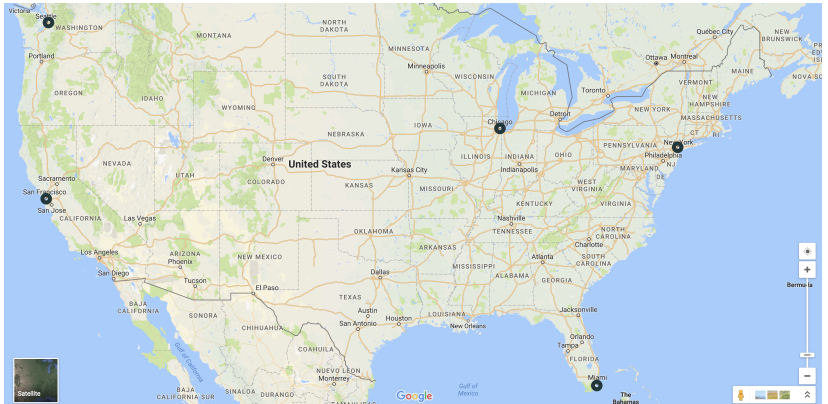 Victoria
Seattle
WASHINGTON
MONTANA
NORTH
DAKOTA
MINNESOTA
Québec City
NEW
BRUNSWICK
Ottawa
Montreal
Portland
Minneapolis
WISCONSIN
MAINE
SOUTH
DAKOTA
MICHIGAN
Toronto
VERMONT
OREGON
IDAHO
WYOMING
NEW YORK
NEW
HAMPSHIRE
Detroit
MASSACHUSETTS
Chicago
IOWA
CT
RI
NEBRASKA
PENNSYLVANIA
New York
NEVADA
UTAH
Denver
United States
ILLINOIS
INDIANA
OHIO
Philadelphia
Indianapolis
MARYLAND
NJ
Kansas City
DE
Sacramento
COLORADO
KANSAS
MISSOURI
WEST
VIRGINIA
San Francisco
KENTUCKY
VIRGINIA
San Jose
CALIFORNIA
Las Vegas
Nashville
OKLAHOMA
TENNESSEE
NORTH
CAROLINA
Charlotte
Los Angeles
ARIZONA
NEW MEXICO
ARKANSAS
Atlanta
SOUTH
CAROLINA
Phoenix
MISSISSIPPI
San Diego
Dallas
ALABAMA
GEORGIA
Tucson
El Paso
TEXAS
BAJA
CALIFORNIA
SONORA
Austin
Houston
LOUISIANA
Jacksonville
San Antonio
New Orleans
CHIHUAHUA
Orlando
Tampa
COAHUILA
FLORIDA
Gulf of California
NUEVO LEON
Monterrey
Miami
Satellite
BAJA
CALIFORNIA SUR
SINALOA
DURANGO
Google
Gulf of
Mexico
The
Bahamas